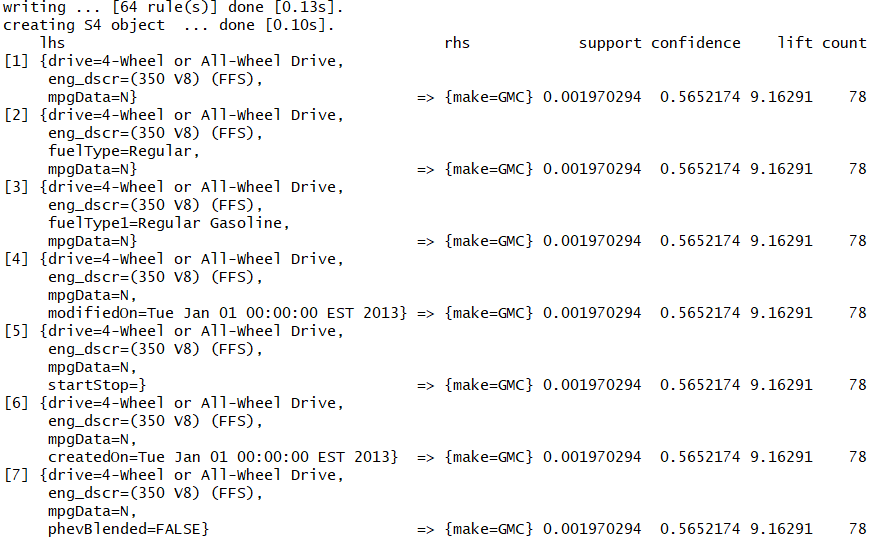 writing ... [64 rule(s)] done [0.13s].
creating S4 object  ... done [0.10s].
    lhs                                           rhs            support confidence    lift count
[1] {drive=4-Wheel or All-Wheel Drive,
     eng_dscr=(350 V8) (FFS),
     mpgData=N}                                => {make=GMC} 0.001970294  0.5652174 9.16291    78
[2] {drive=4-Wheel or All-Wheel Drive,
     eng_dscr=(350 V8) (FFS),
     fuelType=Regular,
     mpgData=N}                                => {make=GMC} 0.001970294  0.5652174 9.16291    78
[3] {drive=4-Wheel or All-Wheel Drive,
     eng_dscr=(350 V8) (FFS),
     fuelType1=Regular Gasoline,
     mpgData=N}                                => {make=GMC} 0.001970294  0.5652174 9.16291    78
[4] {drive=4-Wheel or All-Wheel Drive,
     eng_dscr=(350 V8) (FFS),
     mpgData=N,
     modifiedOn=Tue Jan 01 00:00:00 EST 2013} => {make=GMC} 0.001970294  0.5652174 9.16291    78
[5] {drive=4-Wheel or All-Wheel Drive,
     eng_dscr=(350 V8) (FFS),
     mpgData=N,
     startStop=}                               => {make=GMC} 0.001970294  0.5652174 9.16291    78
[6] {drive=4-Wheel or All-Wheel Drive,
     eng_dscr=(350 V8) (FFS),
     mpgData=N,
     createdOn=Tue Jan 01 00:00:00 EST 2013}  => {make=GMC} 0.001970294  0.5652174 9.16291    78
[7] {drive=4-Wheel or All-Wheel Drive,
     eng_dscr=(350 V8) (FFS),
     mpgData=N,
     phevBlended=FALSE}                        => {make=GMC} 0.001970294  0.5652174 9.16291    78